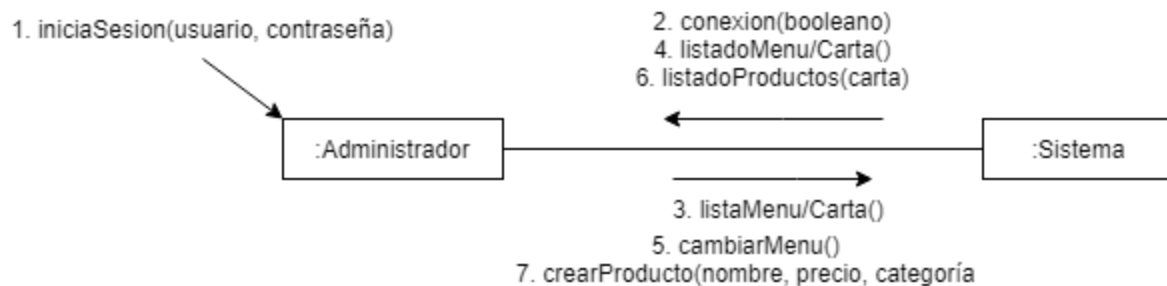 1. iniciaSesion(usuario, contraseña)
2. conexion(booleano)
4. listadoMenu/Carta()
6. listadoProductos(carta)
:Administrador
:Sistema
3. listaMenu/Carta()
5. cambiarMenu()
7. crearProducto(nombre, precio, categoría